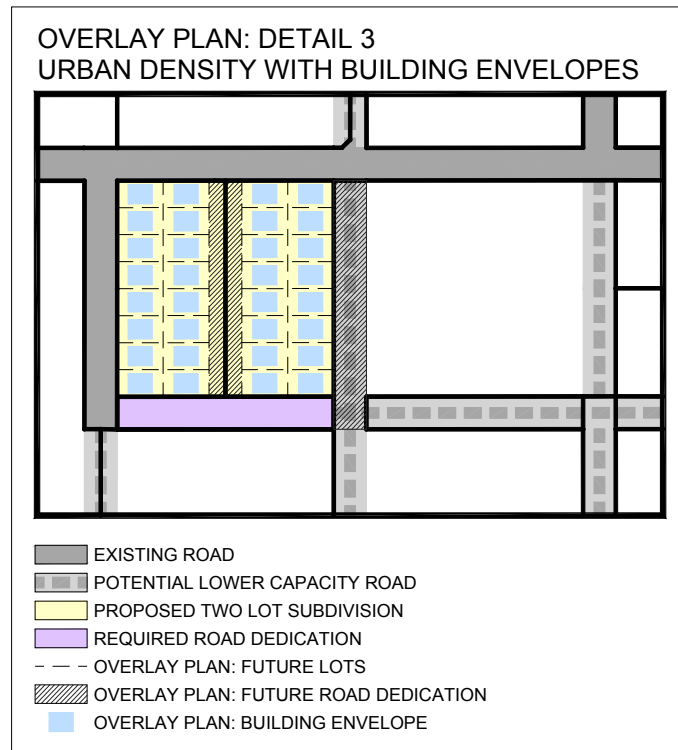 OVERLAY PLAN: DETAIL 3
URBAN DENSITY WITH BUILDING ENVELOPES
EXISTING ROAD
POTENTIAL LOWER CAPACITY ROAD
PROPOSED TWO LOT SUBDIVISION
REQUIRED ROAD DEDICATION
OVERLAY PLAN: FUTURE LOTS
OVERLAY PLAN: FUTURE ROAD DEDICATION
OVERLAY PLAN: BUILDING ENVELOPE